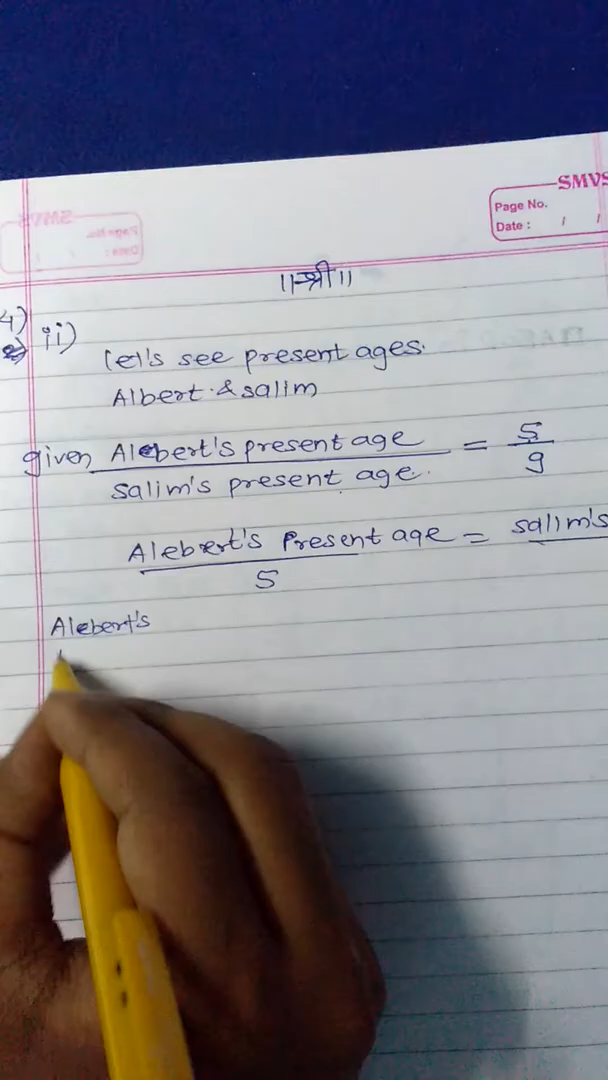 SMVS
Page No.
Date : / /
॥श्री॥
4)
ii) Let's see present ages.
Albert & salim
given Alebert's present age = 5
salim's present age. 9
Alebert's Present age = salim's
5
Alebert's